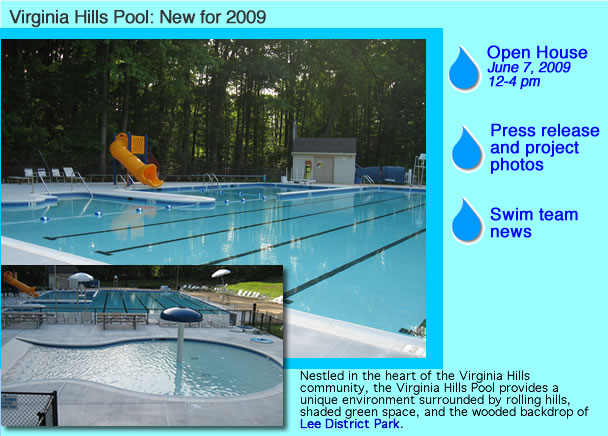 Virginia Hills Pool: New for 2009
Open House
June 7, 2009
12-4 pm
Press release
and project
photos
Swim team
news
Nestled in the heart of the Virginia Hills
community, the Virginia Hills Pool provides a
unique environment surrounded by rolling hills,
shaded green space, and the wooded backdrop of
Lee District Park.